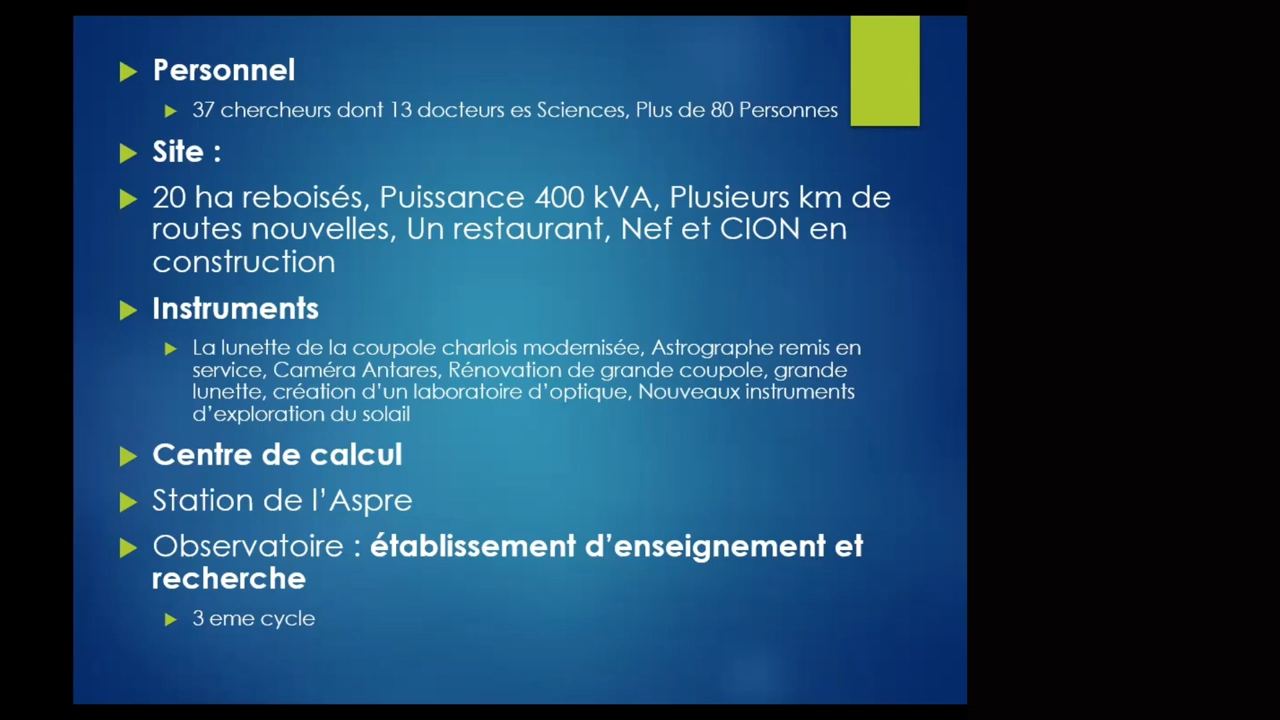 Personnel
37 chercheurs dont 13 docteurs es Sciences, Plus de 80 Personnes
Site :
20 ha reboisés, Puissance 400 kVA, Plusieurs km de
routes nouvelles, Un restaurant, Nef et CION en
construction
Instruments
La lunette de la coupole charlois modernisée, Astrographe remis en
service, Caméra Antares, Rénovation de grande coupole, grande
lunette, création d'un laboratoire d'optique, Nouveaux instruments
d'exploration du solail
Centre de calcul
Station de l'Aspre
Observatoire : établissement d'enseignement et
recherche
3 eme cycle